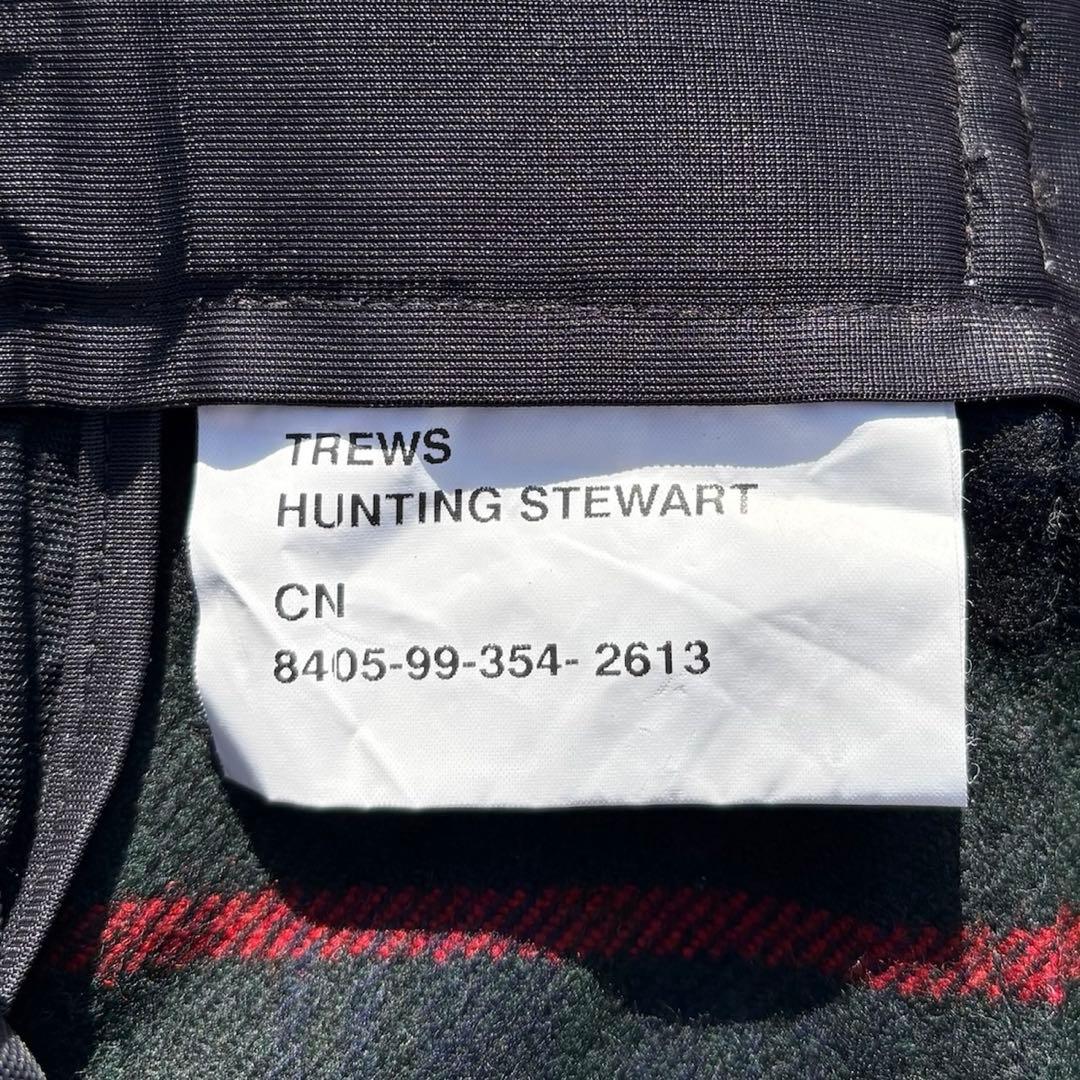 TREWS
HUNTING STEWART
CN
8405-99-354- 2613